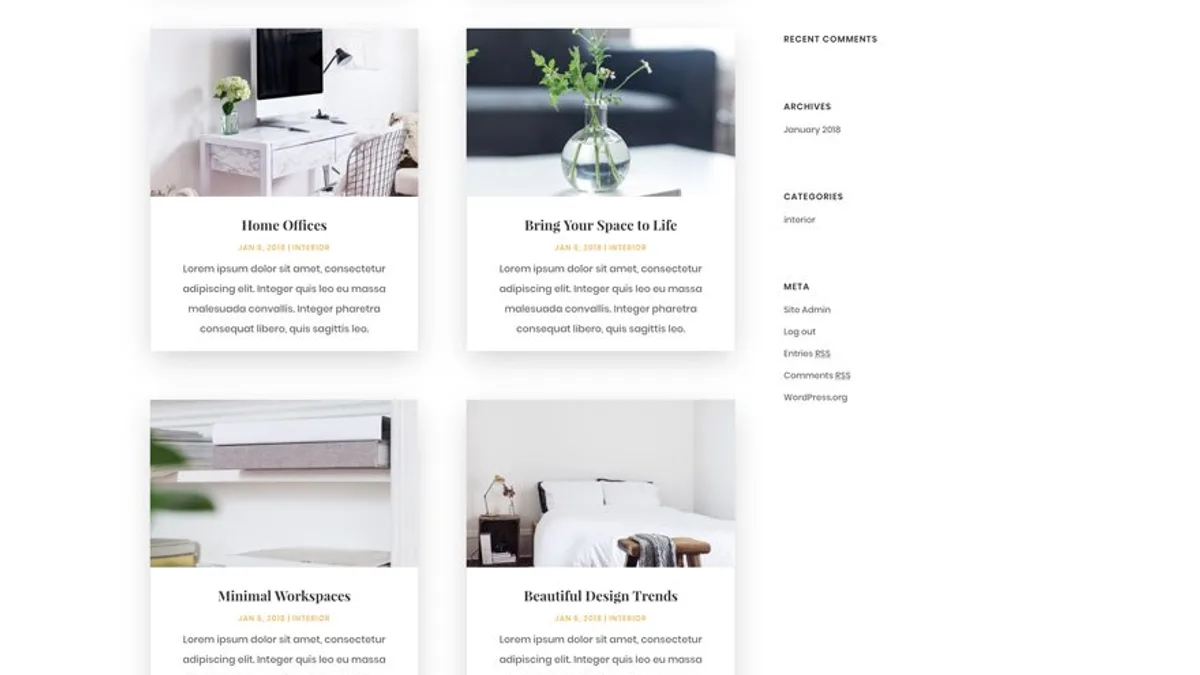 Home Offices
JAN 6, 2018 | INTERIOR
Lorem ipsum dolor sit amet, consectetur
adipiscing elit. Integer quis leo eu massa
malesuada convallis. Integer pharetra
consequat libero, quis sagittis leo.
Bring Your Space to Life
JAN 6, 2018 | INTERIOR
Lorem ipsum dolor sit amet, consectetur
adipiscing elit. Integer quis leo eu massa
malesuada convallis. Integer pharetra
consequat libero, quis sagittis leo.
Minimal Workspaces
JAN 5, 2018 | INTERIOR
Lorem ipsum dolor sit amet, consectetur
adipiscing elit. Integer quis leo eu massa
Beautiful Design Trends
JAN 5, 2018 | INTERIOR
Lorem ipsum dolor sit amet, consectetur
adipiscing elit. Integer quis leo eu massa
RECENT COMMENTS
ARCHIVES
January 2018
CATEGORIES
interior
META
Site Admin
Log out
Entries RSS
Comments RSS
WordPress.org